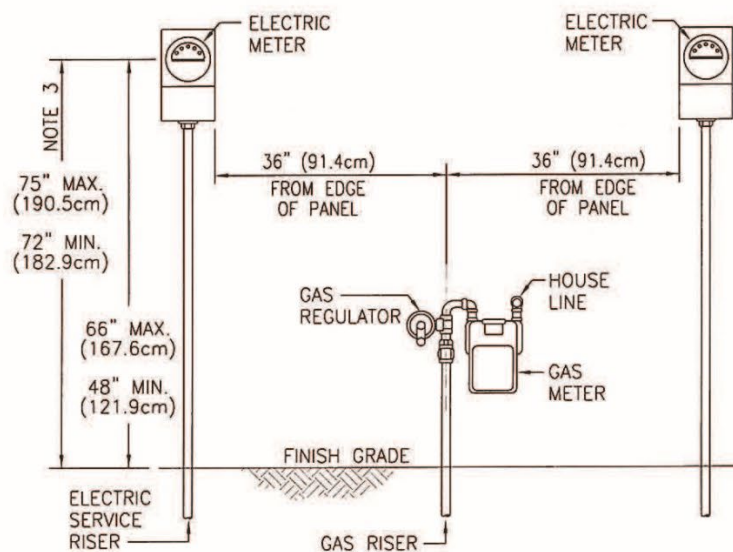 ELECTRIC
METER
ELECTRIC
METER
NOTE 3
36" (91.4cm)
FROM EDGE
OF PANEL
36" (91.4cm)
FROM EDGE
OF PANEL
75" MAX.
(190.5cm)
72" MIN.
(182.9cm)
GAS
REGULATOR
HOUSE
LINE
66" MAX.
(167.6cm)
48" MIN.
(121.9cm)
GAS
METER
FINISH GRADE
ELECTRIC
SERVICE
RISER
GAS RISER